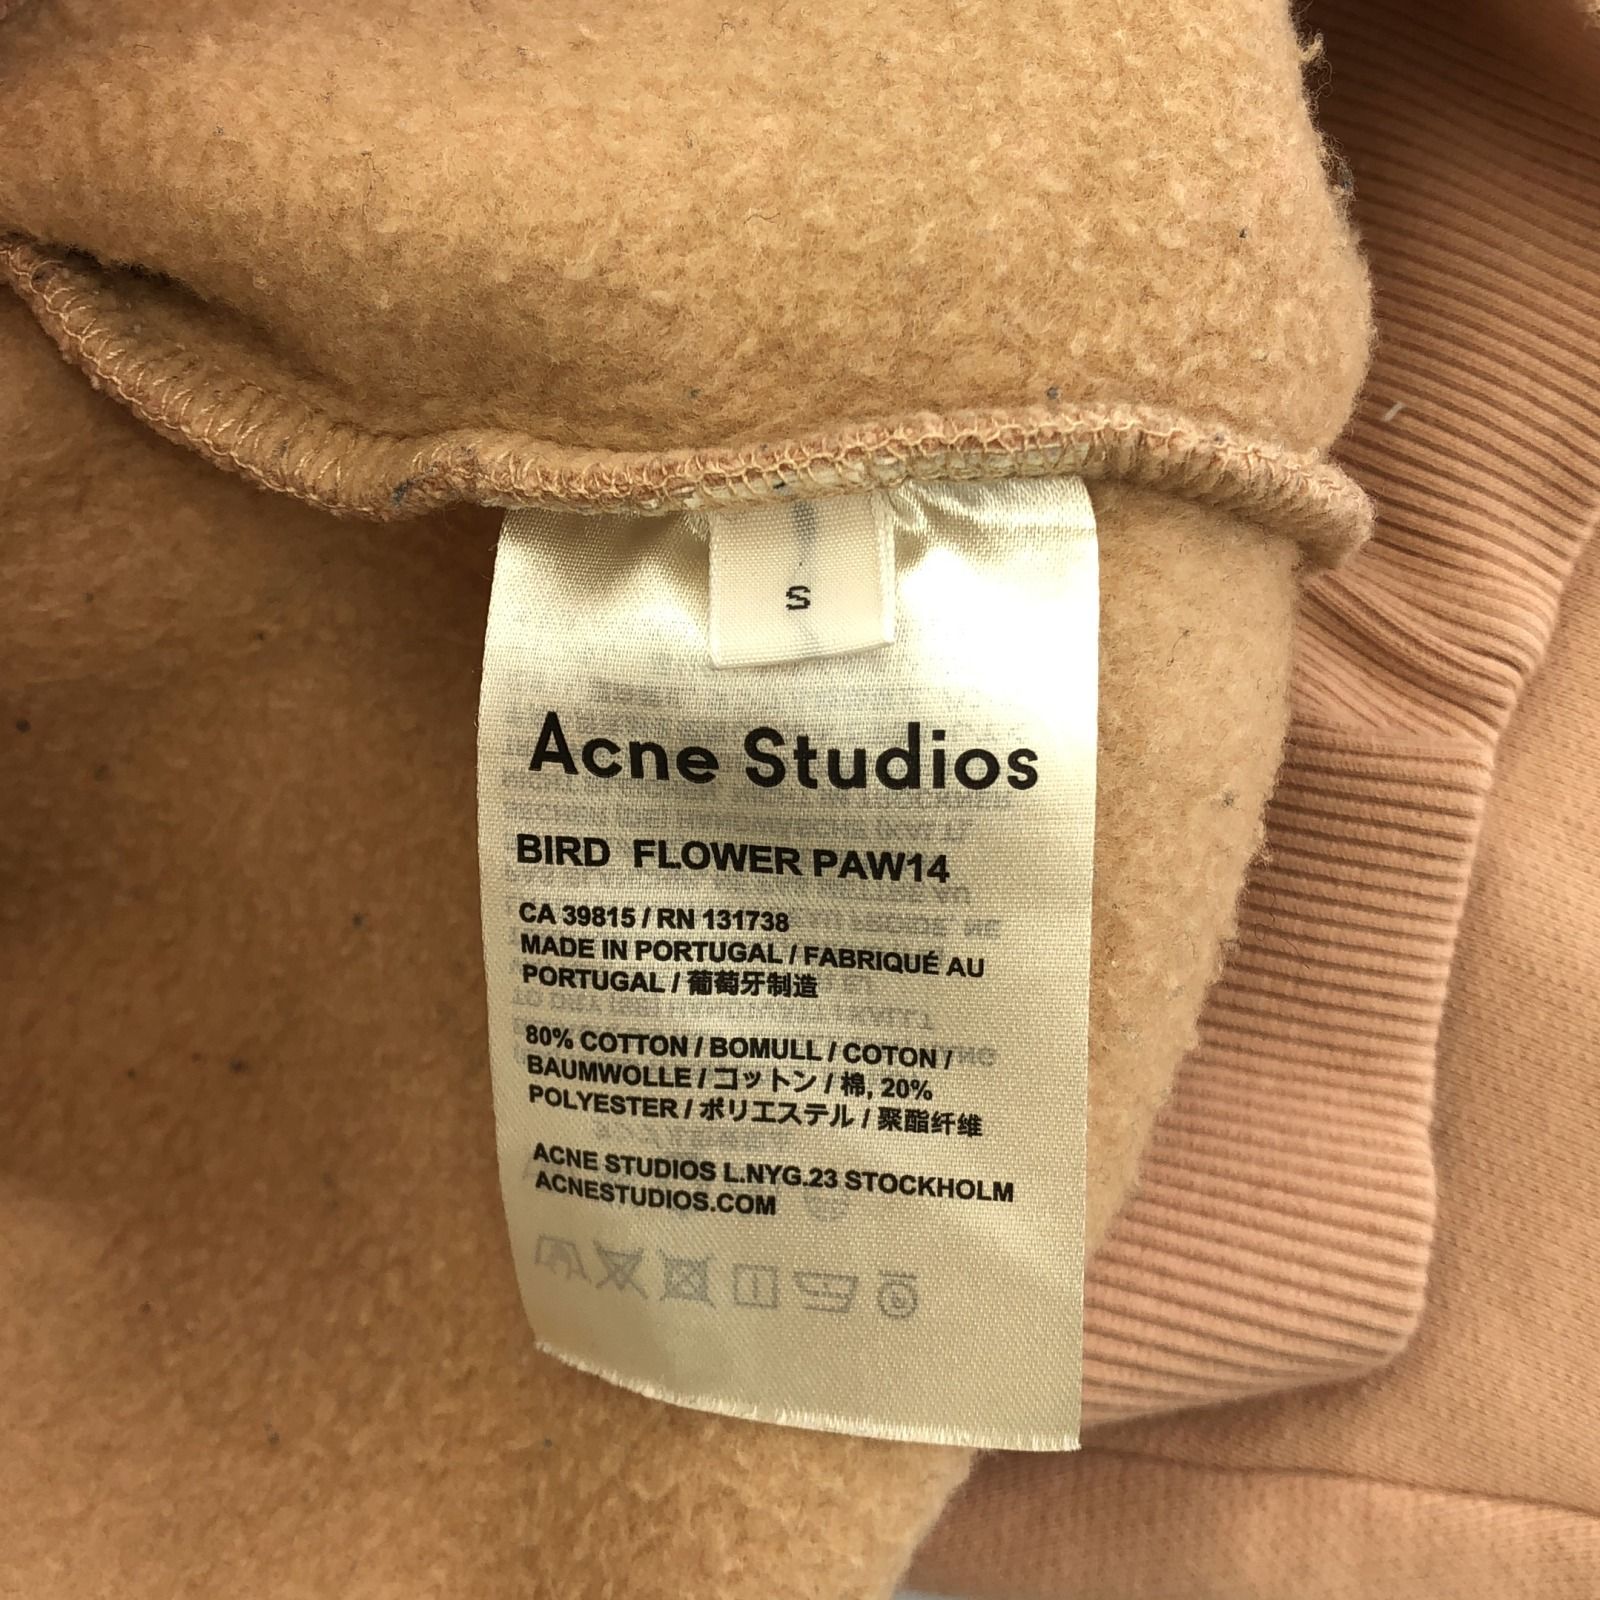 S
Acne Studios
BIRD FLOWER PAW14
CA 39815 / RN 131738
MADE IN PORTUGAL / FABRIQUÉ AU
PORTUGAL / 葡萄牙制造
80% COTTON / BOMULL / COTON /
BAUMWOLLE / コットン / 棉, 20%
POLYESTER / ポリエステル / 聚酯纤维
ACNE STUDIOS L.NYG.23 STOCKHOLM
ACNESTUDIOS.COM